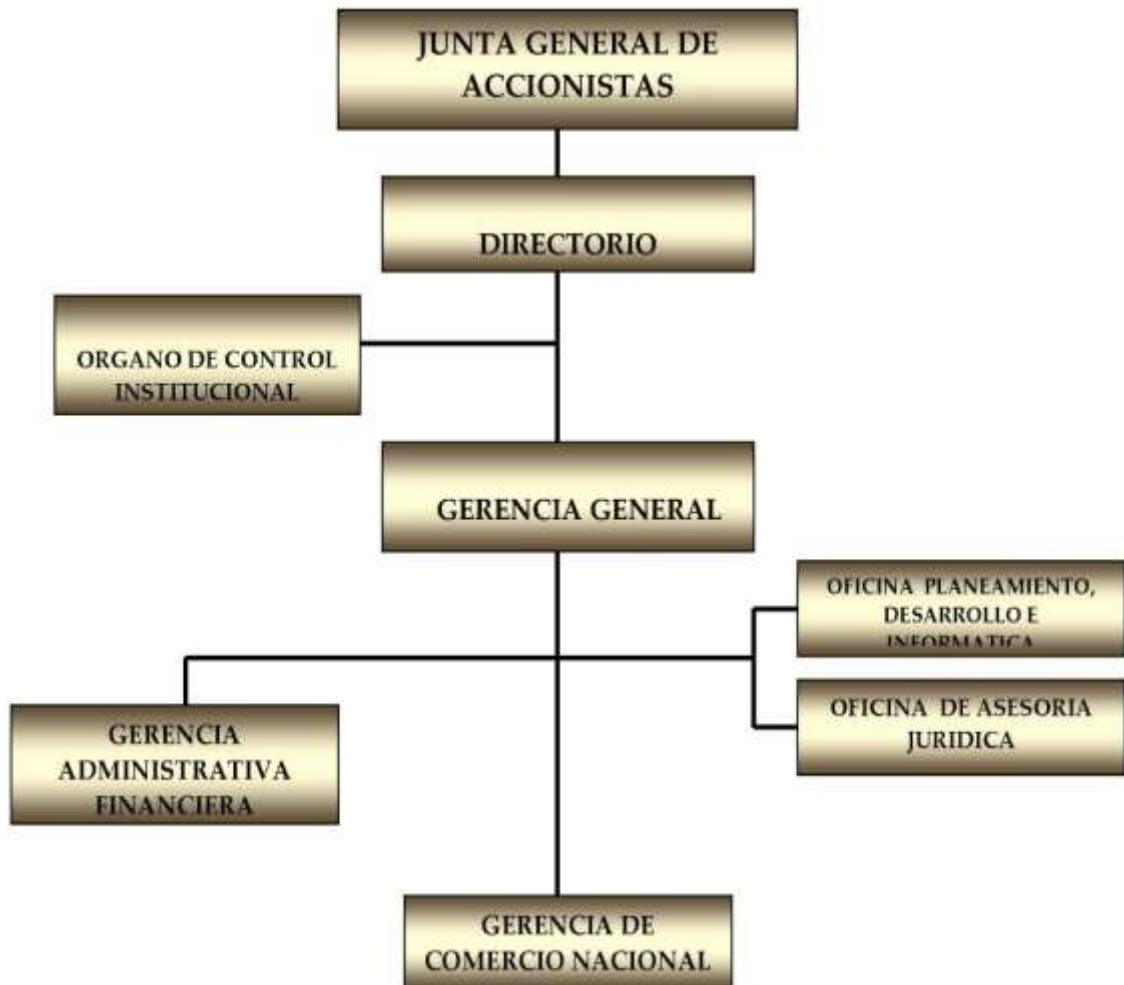 JUNTA GENERAL DE
ACCIONISTAS
DIRECTORIO
ORGANO DE CONTROL
INSTITUCIONAL
GERENCIA GENERAL
OFICINA PLANEAMIENTO,
DESARROLLO E
INFORMATICA
OFICINA DE ASESORIA
JURIDICA
GERENCIA
ADMINISTRATIVA
FINANCIERA
GERENCIA DE
COMERCIO NACIONAL